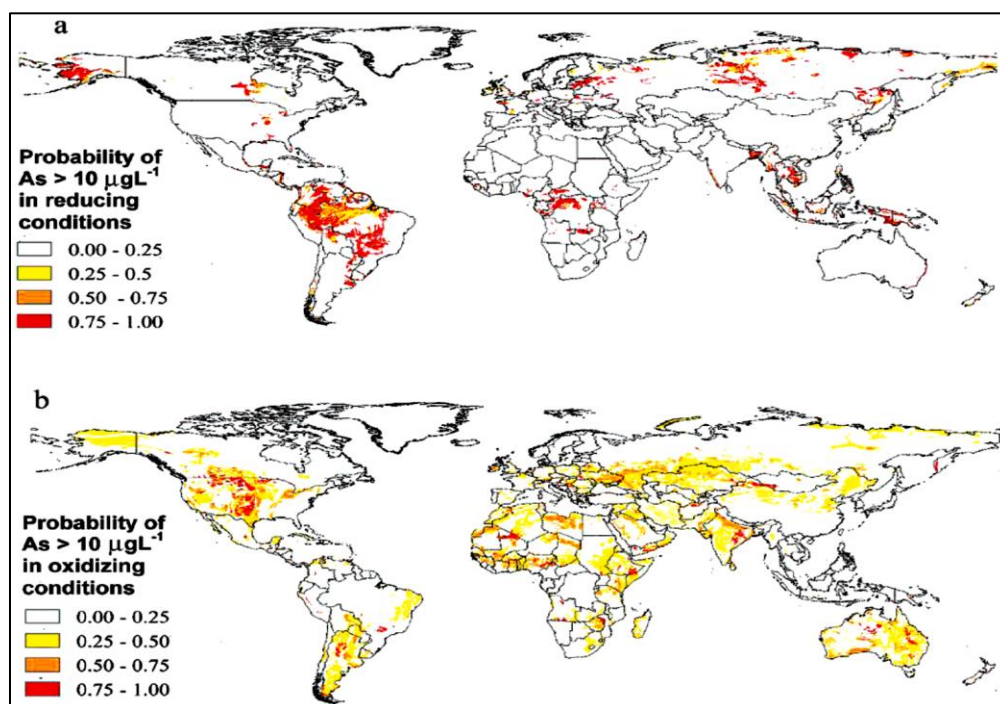 a
Probability of
As > 10 µgL⁻¹
in reducing
conditions
0.00 - 0.25
0.25 - 0.5
0.50 - 0.75
0.75 - 1.00
b
Probability of
As > 10 µgL⁻¹
in oxidizing
conditions
0.00 - 0.25
0.25 - 0.50
0.50 - 0.75
0.75 - 1.00